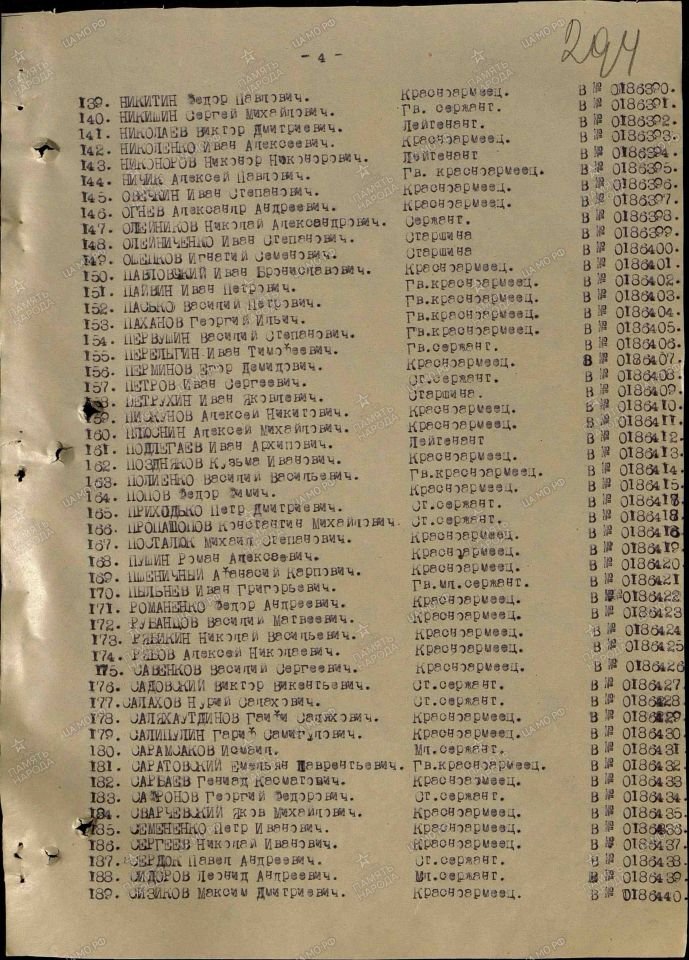 - 4 -
294
139. НИКИТИН Федор Павлович. Красноармеец. В № 0186390.
140. НИКИШИН Сергей Михайлович. Гв. сержант. В № 0186391.
141. НИКОЛАЕВ Виктор Дмитриевич. Лейтенант. В № 0186392.
142. НИКОЛЕНКО Иван Алексеевич. Красноармеец. В № 0186393.
143. НИКОНОРОВ Никонор Никонорович. Лейтенант В № 0186394.
144. НИЧИК Алексей Павлович. Гв. красноармеец. В № 0186395.
145. ОВЕЧКИН Иван Степанович. Красноармеец. В № 0186396.
146. ОГНЕВ Александр Андреевич. Красноармеец. В № 0186397.
147. ОЛЕЙНИКОВ Николай Александрович. Сержант. В № 0186398.
148. ОЛЕЙНИЧЕНКО Иван Степанович. Старшина В № 0186399.
149. ОШЕПКОВ Игнатий Семенович. Старшина В № 0186400.
150. ПАВЛОВСКИЙ Иван Брониславович. Красноармеец. В № 0186401.
151. ПАЙВИН Иван Петрович. Гв.красноармеец. В № 0186402.
152. ПАСЬКО Василий Петрович. Гв.красноармеец. В № 0186403.
153. ПАХАНОВ Георгий Ильич. Гв.красноармеец. В № 0186404.
154. ПЕРВУШИН Василий Степанович. Гв.красноармеец. В № 0186405.
155. ПЕРЕЛЬГИН Иван Тимофеевич. Гв.сержант. В № 0186406.
156. ПЕРМИНОВ Егор Демидович. Красноармеец. В № 0186407.
157. ПЕТРОВ Иван Сергеевич. Ст.сержант. В № 0186408.
158. ПЕТРУХИН Иван Яковлевич. Старшина. В № 0186409.
159. ПИСКУНОВ Алексей Никитович. Красноармеец. В № 0186410.
160. ПЛЮСНИН Алексей Михайлович. Красноармеец. В № 0186411.
161. ПОДЛЕГАЕВ Иван Архипович. Лейтенант В № 0186412.
162. ПОЗДНЯКОВ Кузьма Иванович. Красноармеец. В № 0186413.
163. ПОЛИЕНКО Василий Васильевич. Гв.красноармеец. В № 0186414.
164. ПОПОВ Федор Фимич. Красноармеец. В № 0186415.
165. ПРИХОДЬКО Петр Дмитриевич. Ст.сержант. В № 0186417.
166. ПРОПАШОПОВ Константин Михайлович. Ст.сержант. В № 0186418.
167. ПОСТАЛЮК Михаил Степанович. Красноармеец. В № 0186416.
168. ПУШИН Роман Алексеевич. Красноармеец. В № 0186419.
169. ПШЕНИЧНЫЙ Афанасий Карпович. Красноармеец. В № 0186420.
170. ПЫЛЬНЕВ Иван Григорьевич. Гв.мл.сержант. В № 0186421
171. РОМАНЕНКО Федор Андреевич. Красноармеец. В № 0186422
172. РУБАНЦОВ Василий Матвеевич. Красноармеец. В № 0186423
173. РЯБИКИН Николай Васильевич. Красноармеец. В № 0186424
174. РЯБОВ Алексей Николаевич. Красноармеец. В № 0186425
175. САВЕНКОВ Василий Сергеевич. Красноармеец. В № 0186426
176. САДОВСКИЙ Виктор Викентьевич. Ст.сержант. В № 0186427.
177. САЛАХОВ Нурий Салахович. Ст.сержант. В № 0186428.
178. САЛЯХАУТДИНОВ Гамфи Саляхович. Красноармеец. В № 0186429.
179. САЛИПУЛИН Гариф Самигулович. Красноармеец. В № 0186430.
180. САРАМСАКОВ Исмаил. Мл.сержант. В № 0186431.
181. САРАТОВСКИЙ Емельян Лаврентьевич. Гв.красноармеец. В № 0186432.
182. САРБАЕВ Гениад Касматович. Красноармеец. В № 0186433.
183. САФРОНОВ Георгий Федорович. Ст.сержант. В № 0186434.
184. СВАРЧЕВСКИЙ Яков Михайлович. Красноармеец. В № 0186435.
185. СЕМЕНЕНКО Петр Иванович. Красноармеец. В № 0186436.
186. СЕРГЕЕВ Николай Иванович. Красноармеец. В № 0186437.
187. СЕРДЮК Павел Андреевич. Ст.сержант. В № 0186438.
188. СИДОРОВ Леонид Андреевич. Мл.сержант. В № 0186439.
189. СИЗИКОВ Максим Дмитриевич. Красноармеец. В № 0186440.